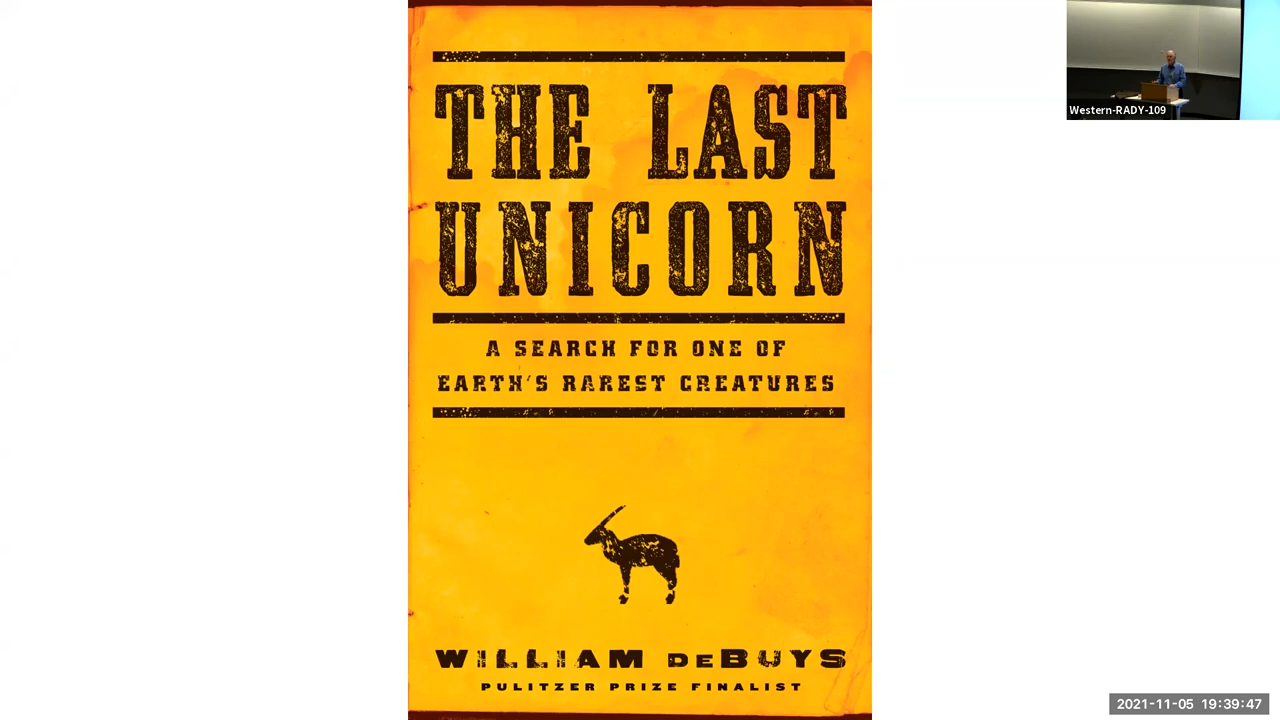 THE LAST
UNICORN
A SEARCH FOR ONE OF
EARTH'S RAREST CREATURES
WILLIAM DEBUYS
PULITZER PRIZE FINALIST
Western-RADY-109
2021-11-05 19:39:47